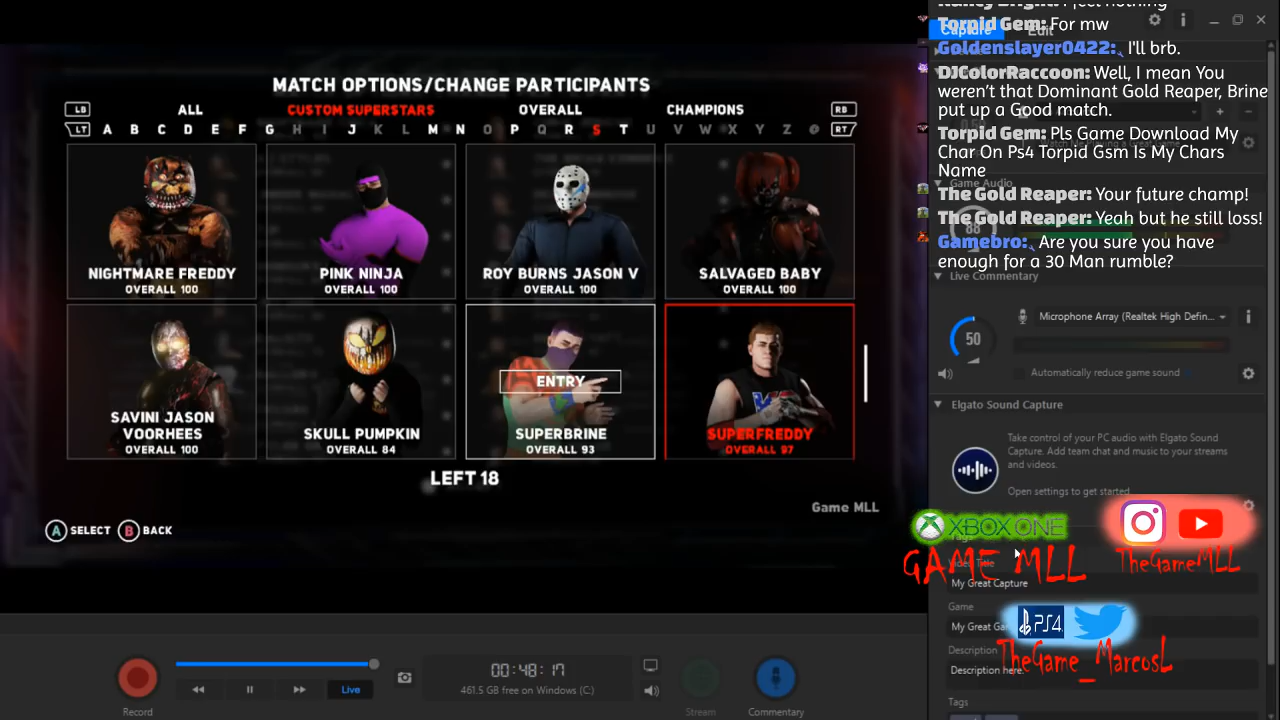 MATCH OPTIONS/CHANGE PARTICIPANTS
LB ALL CUSTOM SUPERSTARS OVERALL CHAMPIONS RB
LT A B C D E F G H I J K L M N O P Q R S T U V W X Y Z @ RT
NIGHTMARE FREDDY
OVERALL 100
PINK NINJA
OVERALL 100
ROY BURNS JASON V
OVERALL 100
SALVAGED BABY
OVERALL 100
SAVINI JASON
VOORHEES
OVERALL 100
SKULL PUMPKIN
OVERALL 84
ENTRY
SUPERBRINE
OVERALL 93
SUPERFREDDY
OVERALL 97
LEFT 18
Game MLL
A SELECT B BACK
Capture Edit
Torpid Gem: For mw
Goldenslayer0422: I'll brb.
DJColorRaccoon: Well, I mean You
weren't that Dominant Gold Reaper, Brine
put up a Good match.
Torpid Gem: Pls Game Download My
Char On Ps4 Torpid Gsm Is My Chars
Name
The Gold Reaper: Your future champ!
The Gold Reaper: Yeah but he still loss!
Gamebro: Are you sure you have
enough for a 30 Man rumble?
Game Audio
88
Live Commentary
Microphone Array (Realtek High Defin...
50
Automatically reduce game sound
Elgato Sound Capture
Take control of your PC audio with Elgato Sound
Capture. Add team chat and music to your streams
and videos.
Open settings to get started.
XBOX ONE
GAME MLL
TheGameMLL
Title
My Great Capture
Game
My Great Ga
PS4
Description
Description here.
TheGame_MarcosL
Tags
Live
00:48:17
461.5 GB free on Windows (C:)
Record
Stream
Commentary